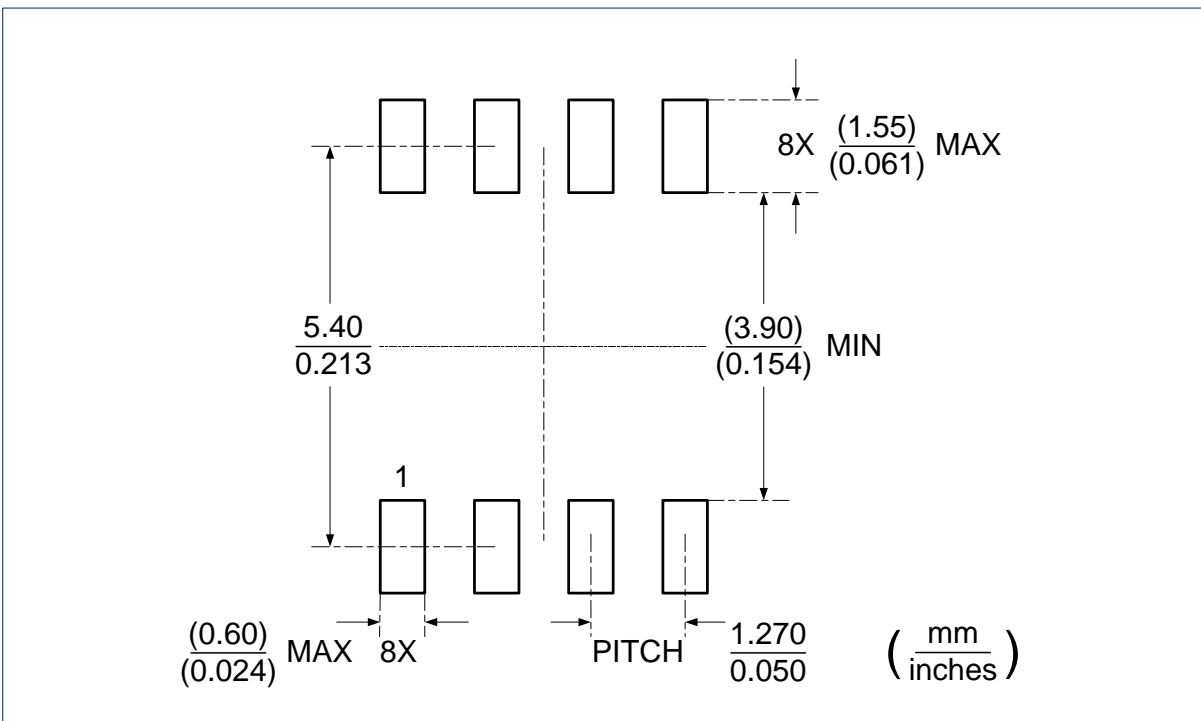 8X (1.55) MAX
(0.061)
5.40
0.213
(3.90) MIN
(0.154)
1
(0.60) MAX 8X
(0.024)
PITCH 1.270
0.050
(mm
inches)